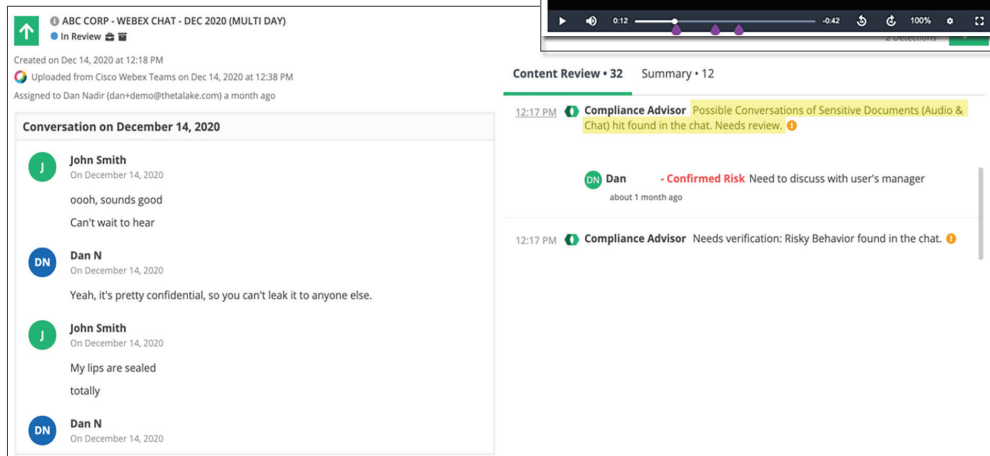 ABC CORP - WEBEX CHAT - DEC 2020 (MULTI DAY)
In Review
Created on Dec 14, 2020 at 12:18 PM
Uploaded from Cisco Webex Teams on Dec 14, 2020 at 12:38 PM
Assigned to Dan Nadir (dan+demo@thetalake.com) a month ago
Conversation on December 14, 2020
J
John Smith
On December 14, 2020
oooh, sounds good
Can't wait to hear
DN
Dan N
On December 14, 2020
Yeah, it's pretty confidential, so you can't leak it to anyone else.
J
John Smith
On December 14, 2020
My lips are sealed
totally
DN
Dan N
On December 14, 2020
0:12
-0:42
100%
2 Detections
Content Review • 32 Summary • 12
12:17 PM Compliance Advisor Possible Conversations of Sensitive Documents (Audio &
Chat) hit found in the chat. Needs review.
DN Dan - Confirmed Risk Need to discuss with user's manager
about 1 month ago
12:17 PM Compliance Advisor Needs verification: Risky Behavior found in the chat.